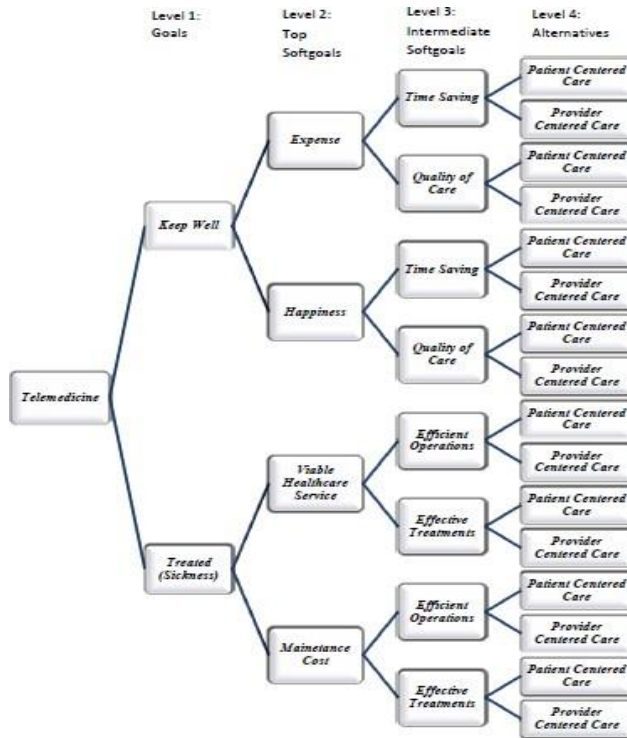 Level 1:
Goals
Level 2:
Top
Softgoals
Level 3:
Intermediate
Softgoals
Level 4:
Alternatives
Telemedicine
Keep Well
Treated
(Sickness)
Expense
Happiness
Viable
Healthcare
Service
Mainetance
Cost
Time Saving
Quality of
Care
Time Saving
Quality of
Care
Efficient
Operations
Effective
Treatments
Efficient
Operations
Effective
Treatments
Patient Centered
Care
Provider
Centered Care
Patient Centered
Care
Provider
Centered Care
Patient Centered
Care
Provider
Centered Care
Patient Centered
Care
Provider
Centered Care
Patient Centered
Care
Provider
Centered Care
Patient Centered
Care
Provider
Centered Care
Patient Centered
Care
Provider
Centered Care
Patient Centered
Care
Provider
Centered Care